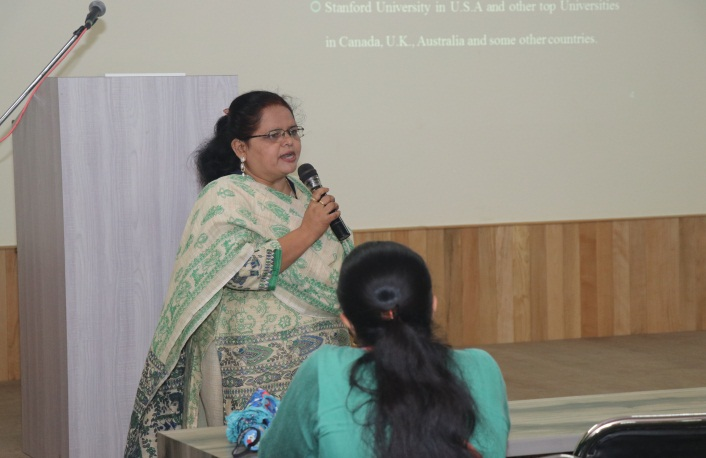 Stanford University in U.S.A and other top Universities
in Canada, U.K., Australia and some other countries.